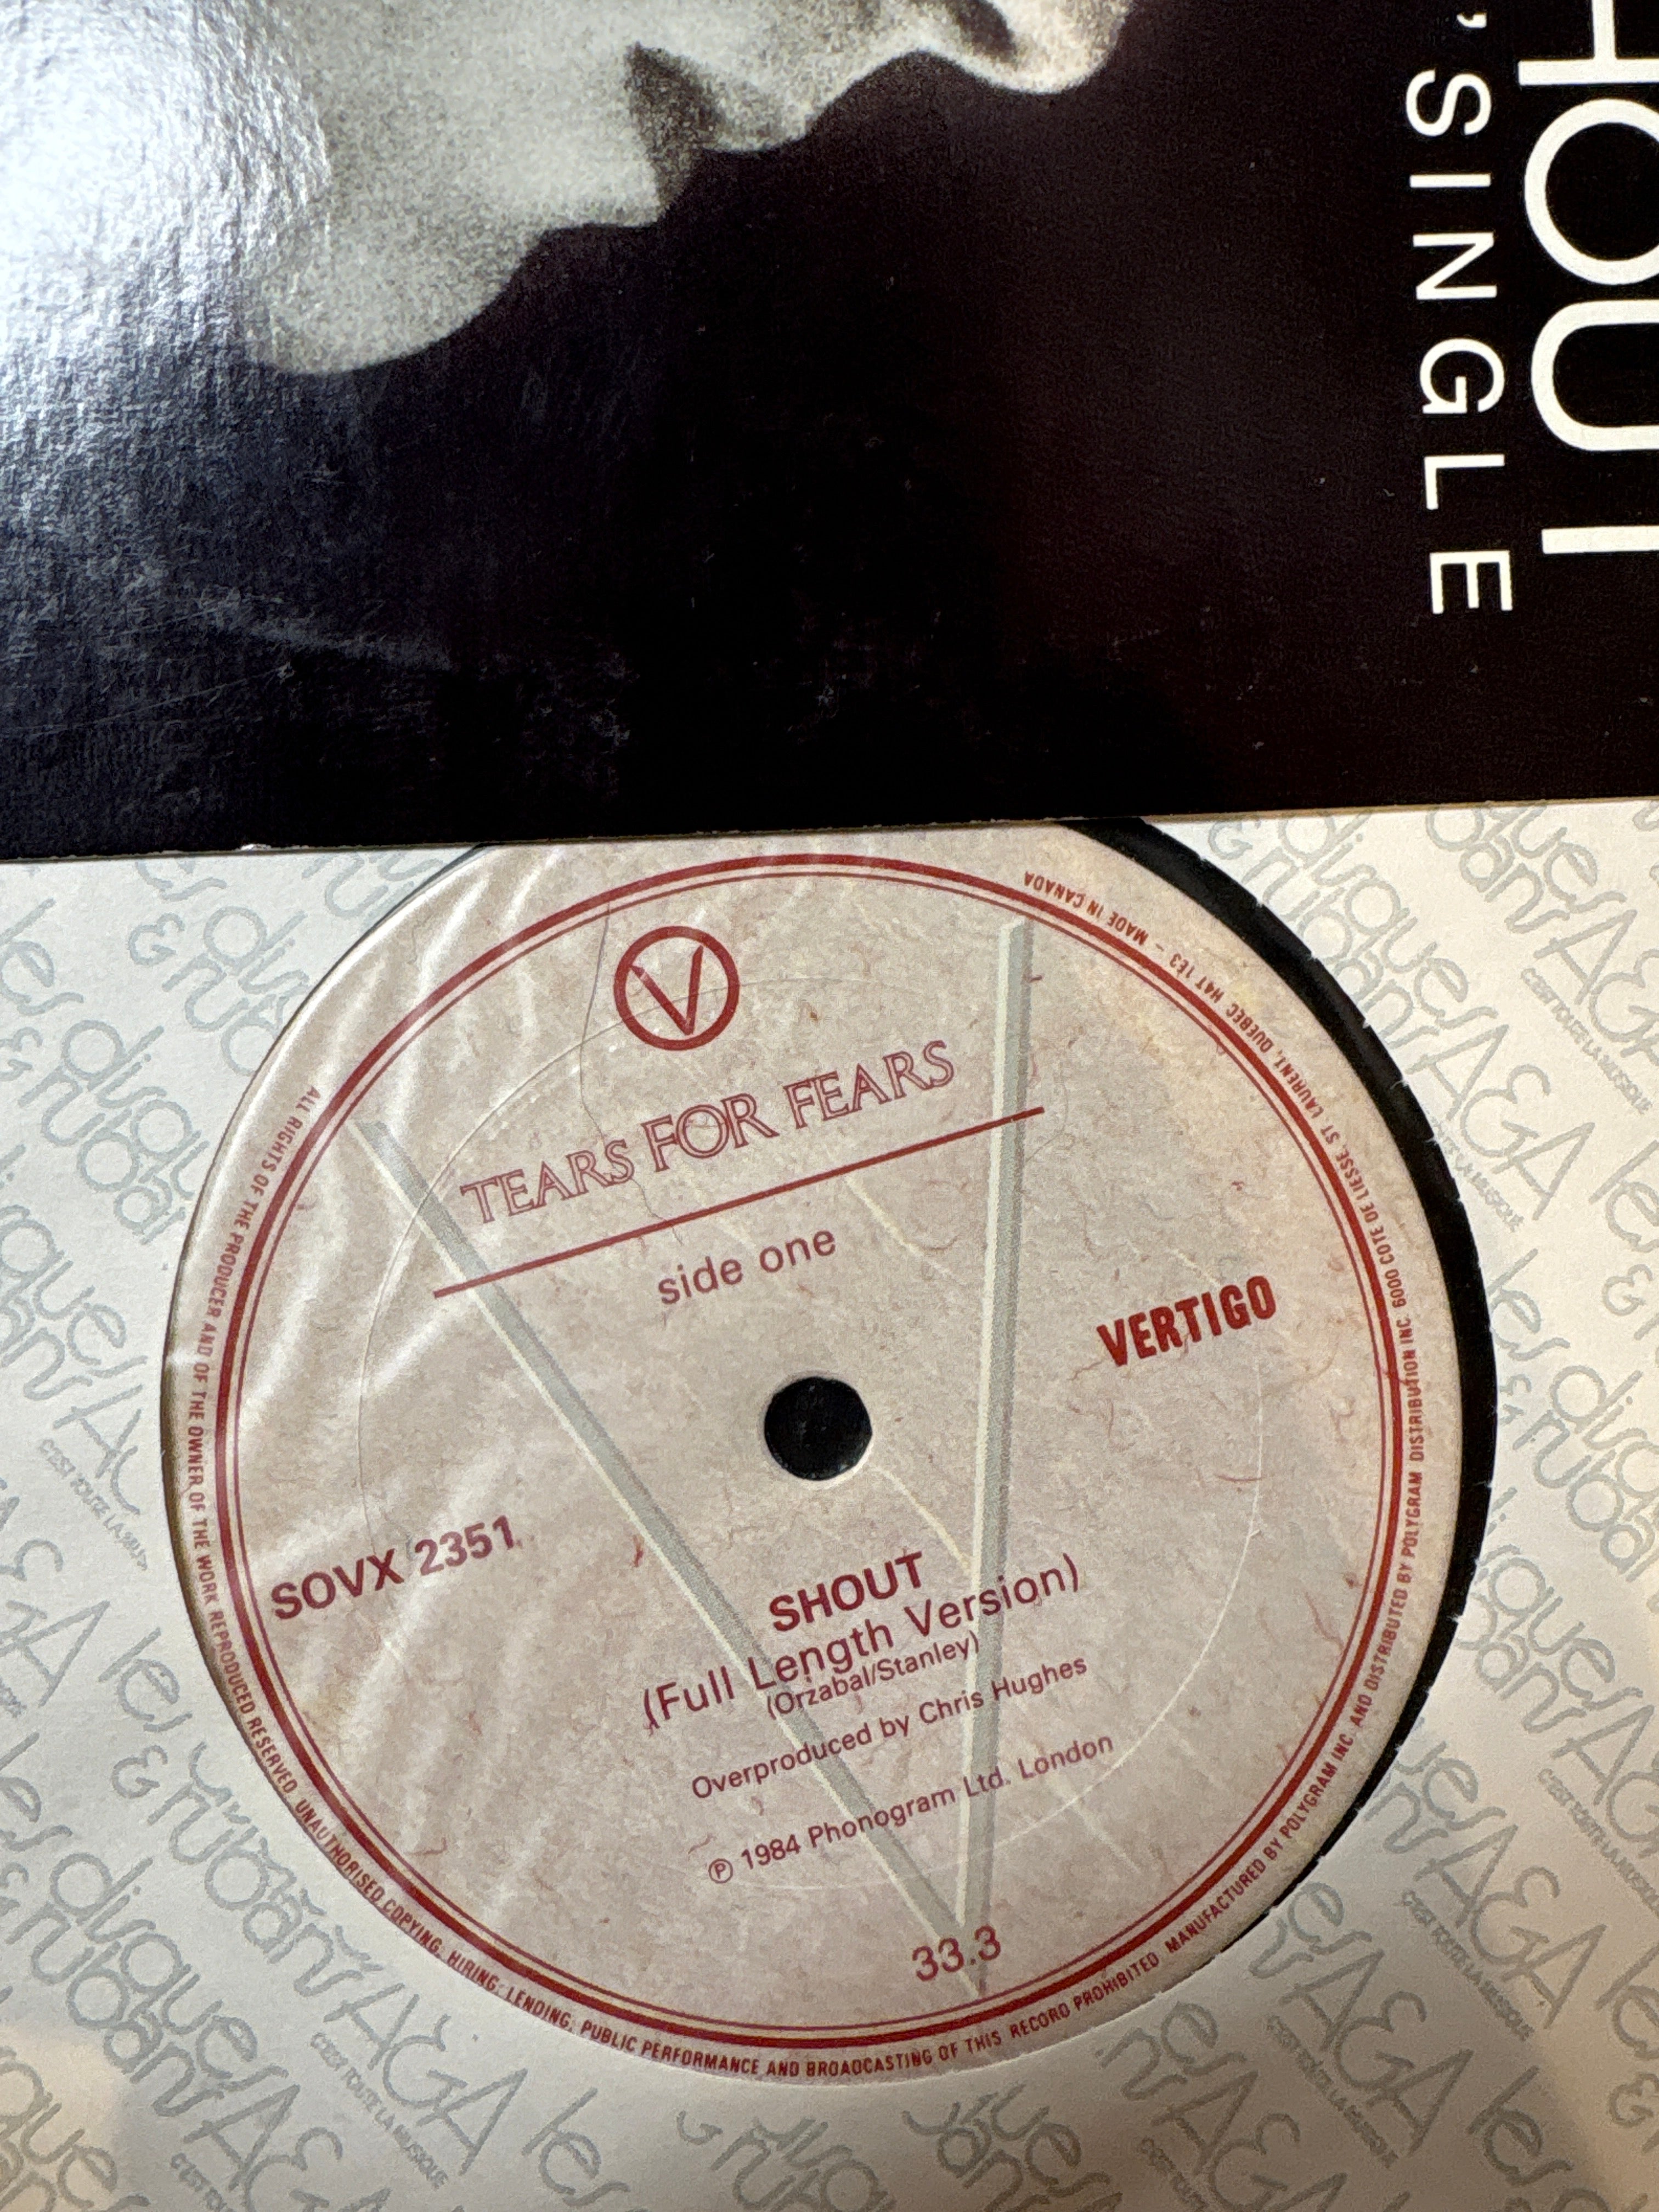 HOUT
"SINGLE
V
TEARS FOR FEARS
side one
VERTIGO
SOVX 2351
SHOUT
(Full Length Version)
(Orzabal/Stanley)
Overproduced by Chris Hughes
℗ 1984 Phonogram Ltd. London
33.3
ALL RIGHTS OF THE PRODUCER AND OF THE OWNER OF THE WORK REPRODUCED RESERVED. UNAUTHORISED COPYING, HIRING, LENDING, PUBLIC PERFORMANCE AND BROADCASTING OF THIS RECORD PROHIBITED MANUFACTURED BY POLYGRAM INC. AND DISTRIBUTED BY POLYGRAM DISTRIBUTION INC. 6000 COTE DE LIESSE, ST. LAURENT, QUEBEC H4T 1E3 – MADE IN CANADA
les disques & rubans A&A
C'EST TOUTE LA MUSIQUE